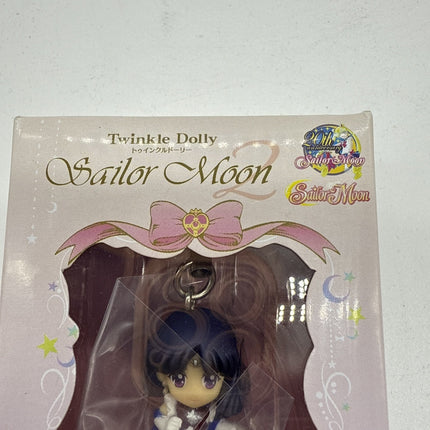 Twinkle Dolly
トゥインクルドーリー
Sailor Moon 2
20th
anniversary
Sailor Moon
Sailor Moon